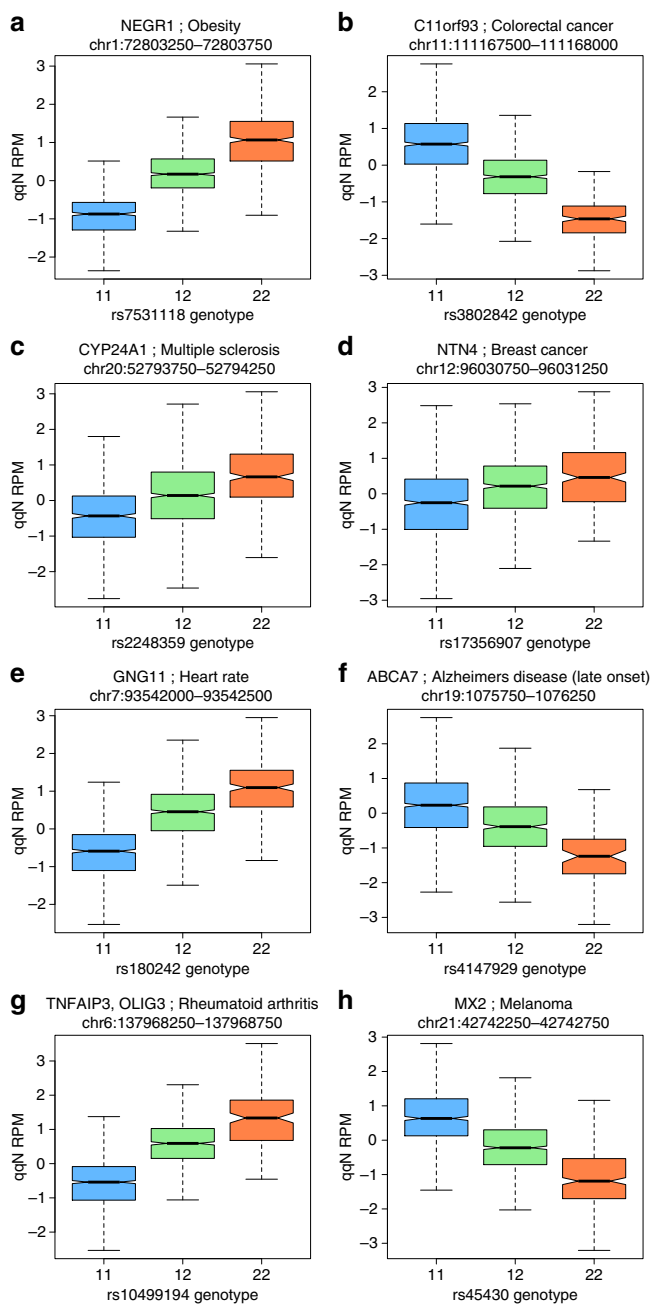 a
NEGR1 ; Obesity
chr1:72803250–72803750
qqN RPM
3
2
1
0
−1
−2
11 12 22
rs7531118 genotype
b
C11orf93 ; Colorectal cancer
chr11:111167500–111168000
qqN RPM
2
1
0
−1
−2
−3
11 12 22
rs3802842 genotype
c
CYP24A1 ; Multiple sclerosis
chr20:52793750–52794250
qqN RPM
3
2
1
0
−1
−2
11 12 22
rs2248359 genotype
d
NTN4 ; Breast cancer
chr12:96030750–96031250
qqN RPM
3
2
1
0
−1
−2
−3
11 12 22
rs17356907 genotype
e
GNG11 ; Heart rate
chr7:93542000–93542500
qqN RPM
3
2
1
0
−1
−2
11 12 22
rs180242 genotype
f
ABCA7 ; Alzheimers disease (late onset)
chr19:1075750–1076250
qqN RPM
2
1
0
−1
−2
−3
11 12 22
rs4147929 genotype
g
TNFAIP3, OLIG3 ; Rheumatoid arthritis
chr6:137968250–137968750
qqN RPM
3
2
1
0
−1
−2
11 12 22
rs10499194 genotype
h
MX2 ; Melanoma
chr21:42742250–42742750
qqN RPM
2
1
0
−1
−2
−3
11 12 22
rs45430 genotype